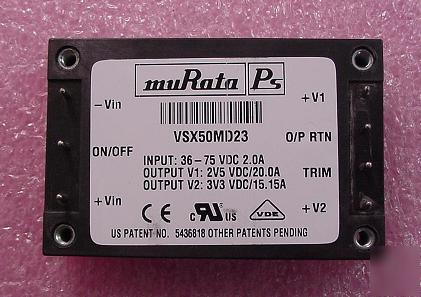 muRata Ps
-Vin
+V1
VSX50MD23
O/P RTN
ON/OFF
INPUT: 36-75 VDC 2.0A
OUTPUT V1: 2V5 VDC/20.0A
TRIM
OUTPUT V2: 3V3 VDC/15.15A
+Vin
+V2
CE
c RU us
VDE
US PATENT NO. 5436818 OTHER PATENTS PENDING